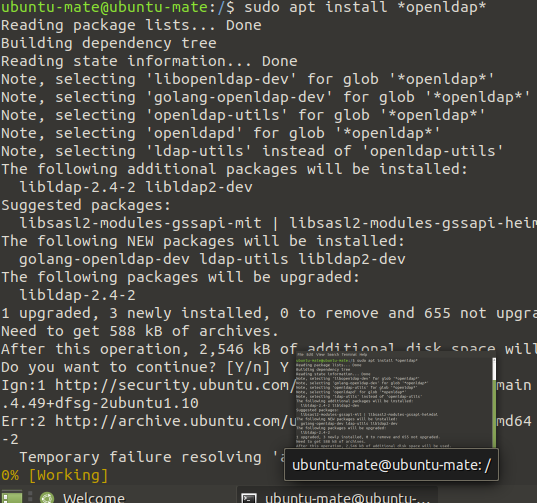 ubuntu-mate@ubuntu-mate:/$ sudo apt install *openldap*
Reading package lists... Done
Building dependency tree
Reading state information... Done
Note, selecting 'libopenldap-dev' for glob '*openldap*'
Note, selecting 'golang-openldap-dev' for glob '*openldap*'
Note, selecting 'openldap-utils' for glob '*openldap*'
Note, selecting 'openldapd' for glob '*openldap*'
Note, selecting 'ldap-utils' instead of 'openldap-utils'
The following additional packages will be installed:
libldap-2.4-2 libldap2-dev
Suggested packages:
libsasl2-modules-gssapi-mit | libsasl2-modules-gssapi-heim
The following NEW packages will be installed:
golang-openldap-dev ldap-utils libldap2-dev
The following packages will be upgraded:
libldap-2.4-2
1 upgraded, 3 newly installed, 0 to remove and 655 not upgra
Need to get 588 kB of archives.
After this operation, 2,546 kB of additional disk space will
Do you want to continue? [Y/n] Y
Ign:1 http://security.ubuntu.com/ main
.4.49+dfsg-2ubuntu1.10
Err:2 http://archive.ubuntu.com/u md64
-2
Temporary failure resolving 'a
0% [Working]
ubuntu-mate@ubuntu-mate: /
Welcome
ubuntu-mate@ubuntu-...